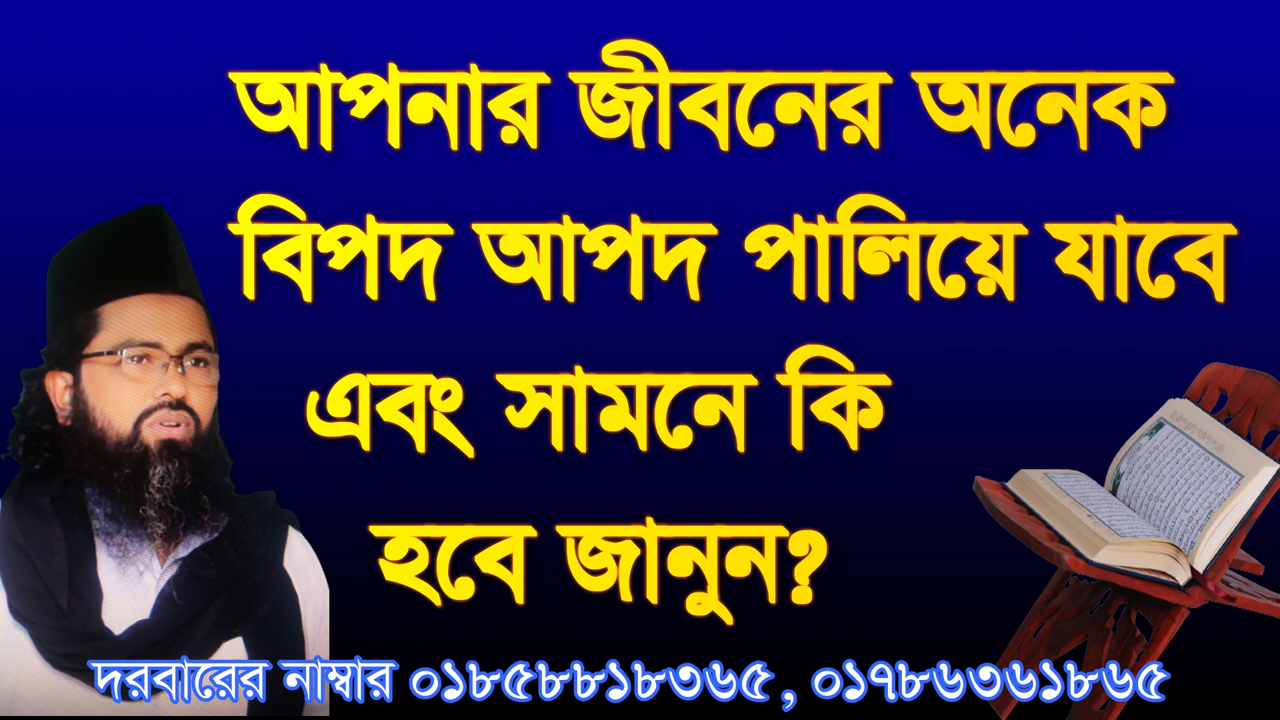 আপনার জীবনের অনেক
বিপদ আপদ পালিয়ে যাবে
এবং সামনে কি
হবে জানুন?
দরবারের নাম্বার ০১৮৫৮৮১৮৩৬৫, ০১৭৮৬৩৬১৮৬৫